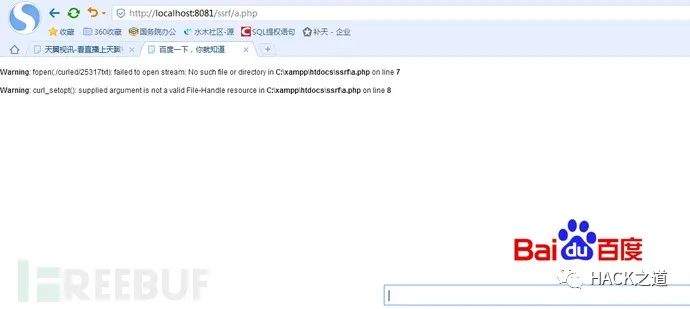 http://localhost:8081/ssrf/a.php
收藏 360收藏 国务院办公 水木社区-源 SQL提权语句 补天 - 企业
天翼视讯-看直播上天翼 百度一下，你就知道
Warning: fopen(./curled/25317txt): failed to open stream: No such file or directory in C:\xampp\htdocs\ssrf\a.php on line 7
Warning: curl_setopt(): supplied argument is not a valid File-Handle resource in C:\xampp\htdocs\ssrf\a.php on line 8
Bai du 百度
HACK之道
FREEBUF